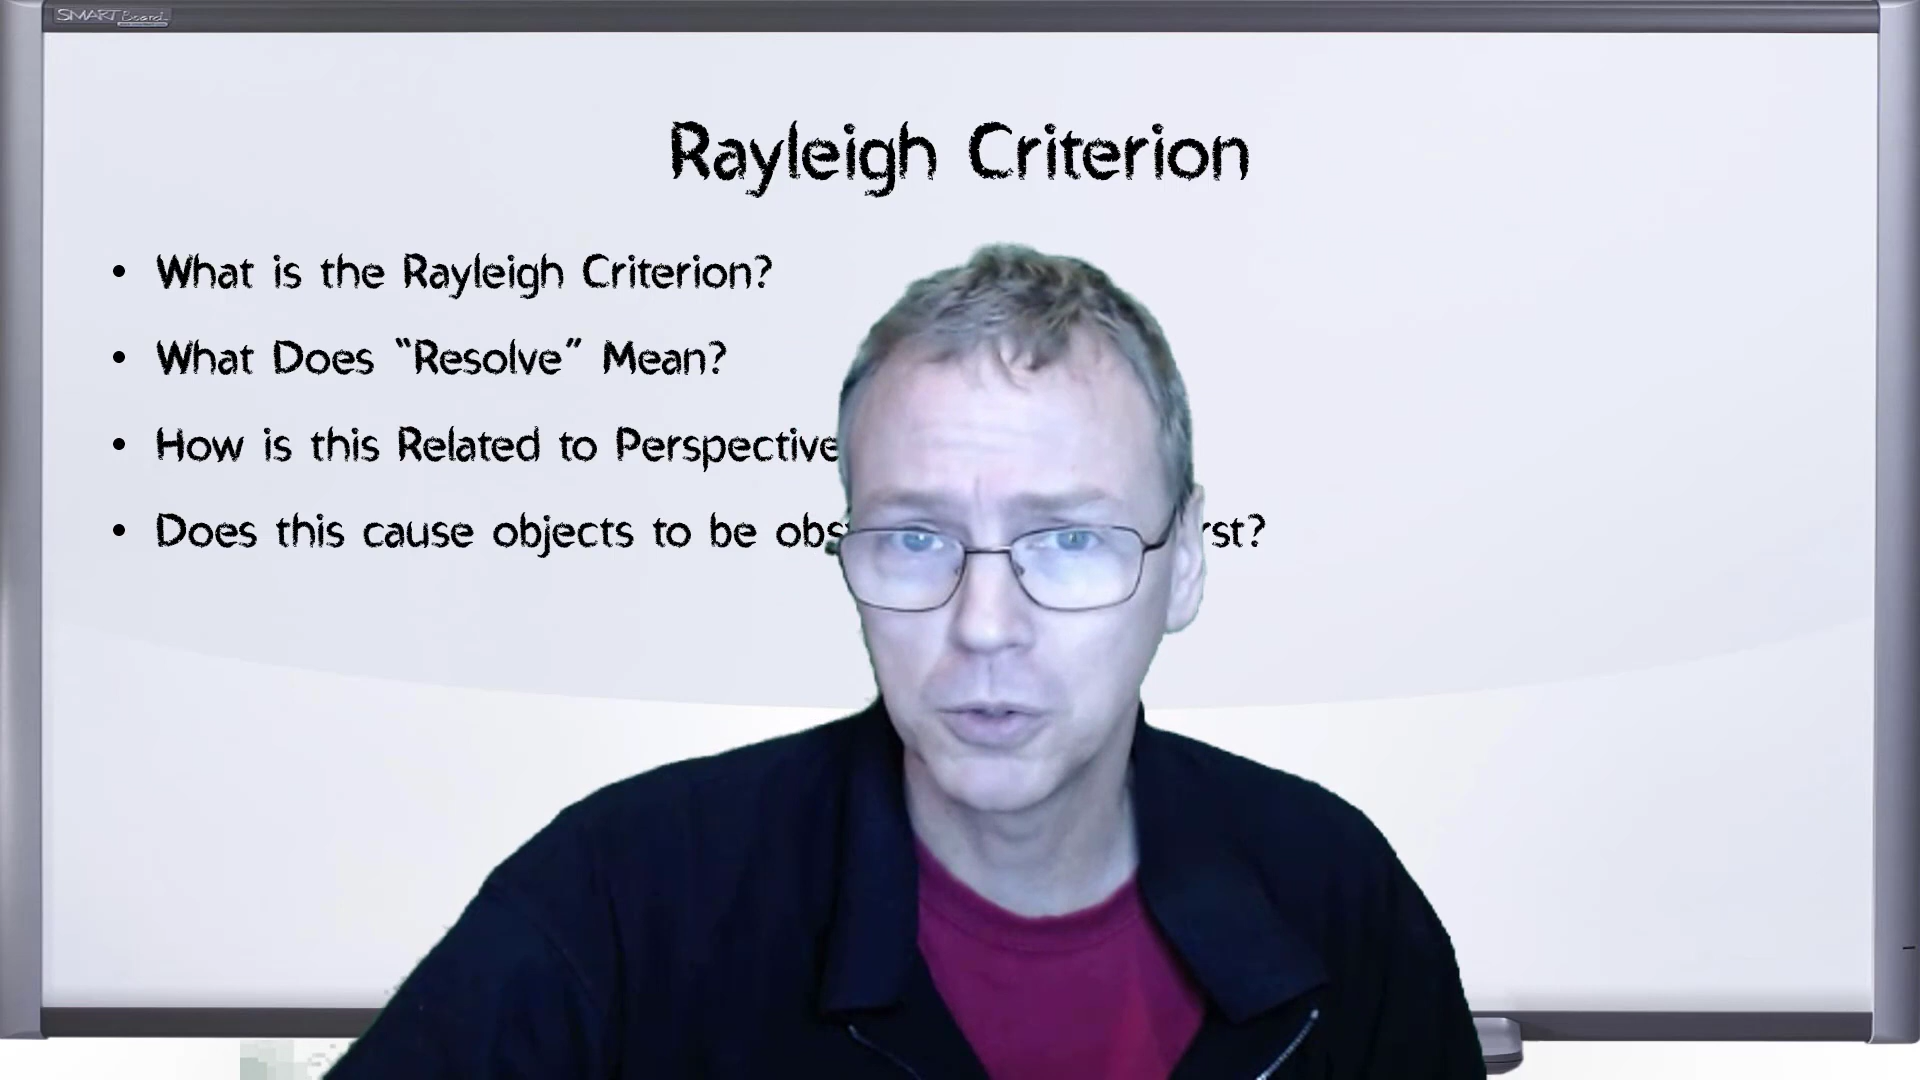 SMART Board
Rayleigh Criterion
• What is the Rayleigh Criterion?
• What Does “Resolve” Mean?
• How is this Related to Perspective
• Does this cause objects to be obs rst?